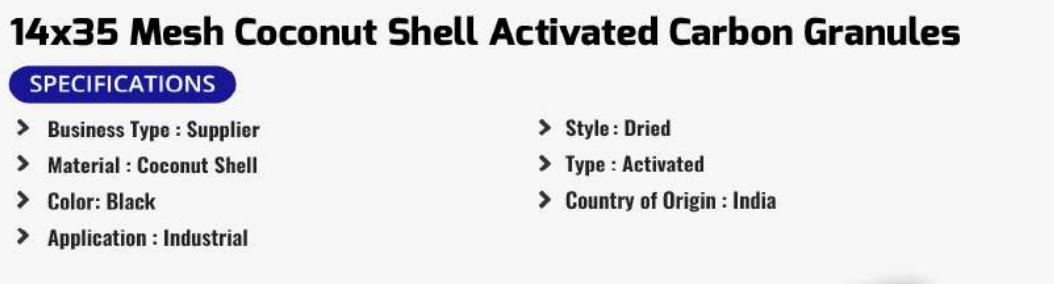 14x35 Mesh Coconut Shell Activated Carbon Granules
SPECIFICATIONS
Business Type : Supplier
Material : Coconut Shell
Color: Black
Application : Industrial
Style : Dried
Type : Activated
Country of Origin : India